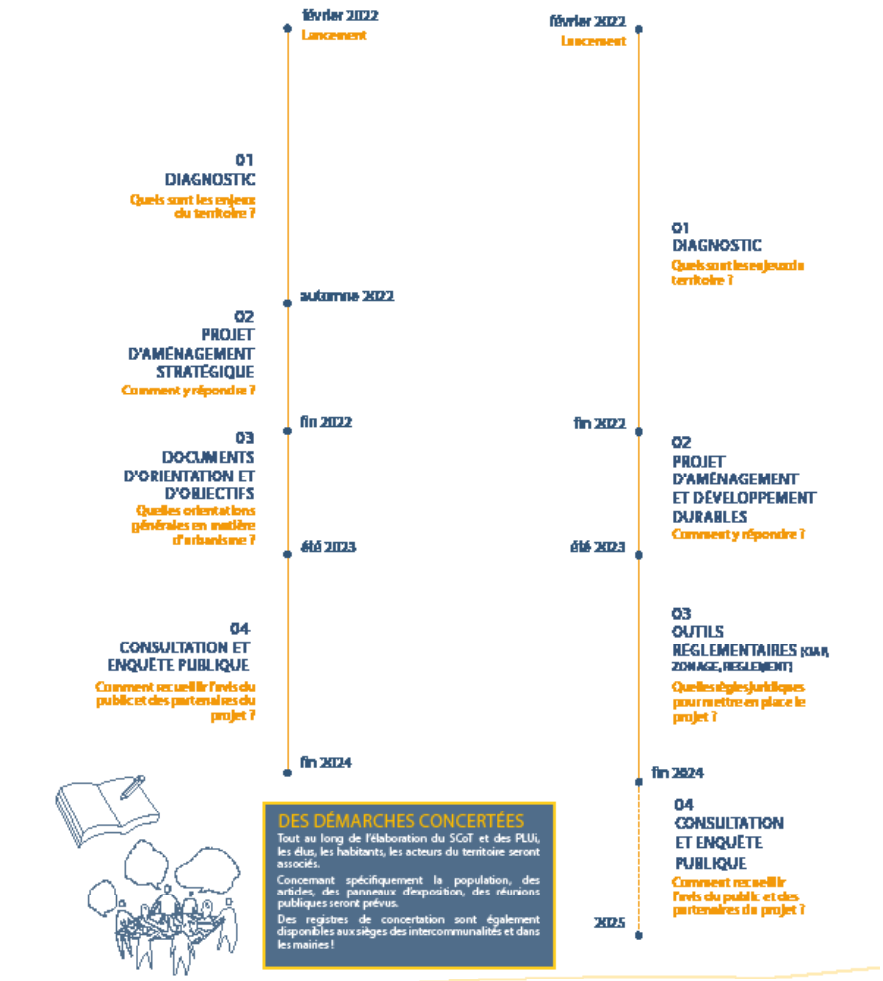 février 2022
Lancement
01
DIAGNOSTIC
Quels sont les enjeux
du territoire ?
automne 2022
02
PROJET
D'AMÉNAGEMENT
STRATÉGIQUE
Comment y répondre ?
fin 2022
03
DOCUMENTS
D'ORIENTATION ET
D'OBJECTIFS
Quelles orientations
générales en matière
d'urbanisme ?
été 2023
04
CONSULTATION ET
ENQUÊTE PUBLIQUE
Comment recueillir l'avis du
public et des partenaires du
projet ?
fin 2024
février 2022
Lancement
01
DIAGNOSTIC
Quels sont les enjeux du
territoire ?
fin 2022
02
PROJET
D'AMÉNAGEMENT
ET DÉVELOPPEMENT
DURABLES
Comment y répondre ?
été 2023
03
OUTILS
RÉGLEMENTAIRES [OAP,
ZONAGE, RÈGLEMENT]
Quelles règles juridiques
pour mettre en place le
projet ?
fin 2024
04
CONSULTATION
ET ENQUÊTE
PUBLIQUE
Comment recueillir
l'avis du public et des
partenaires du projet ?
2025
DES DÉMARCHES CONCERTÉES
Tout au long de l'élaboration du SCoT et des PLUi,
les élus, les habitants, les acteurs du territoire seront
associés.
Concernant spécifiquement la population, des
articles, des panneaux d'exposition, des réunions
publiques seront prévus.
Des registres de concertation sont également
disponibles aux sièges des intercommunalités et dans
les mairies !